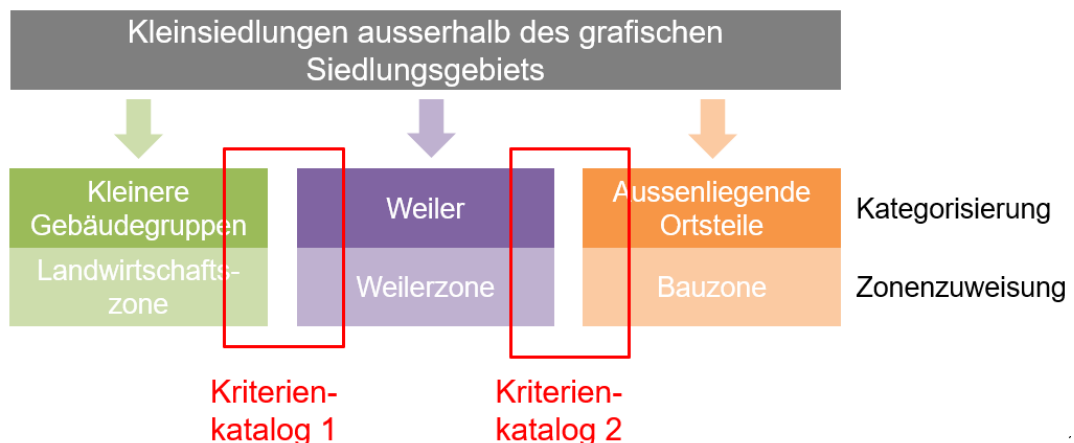 Kleinsiedlungen ausserhalb des grafischen
Siedlungsgebiets
Kleinere
Gebäudegruppen
Weiler
Aussenliegende
Ortsteile
Kategorisierung
Landwirtschafts-
zone
Weilerzone
Bauzone
Zonenzuweisung
Kriterien-
katalog 1
Kriterien-
katalog 2